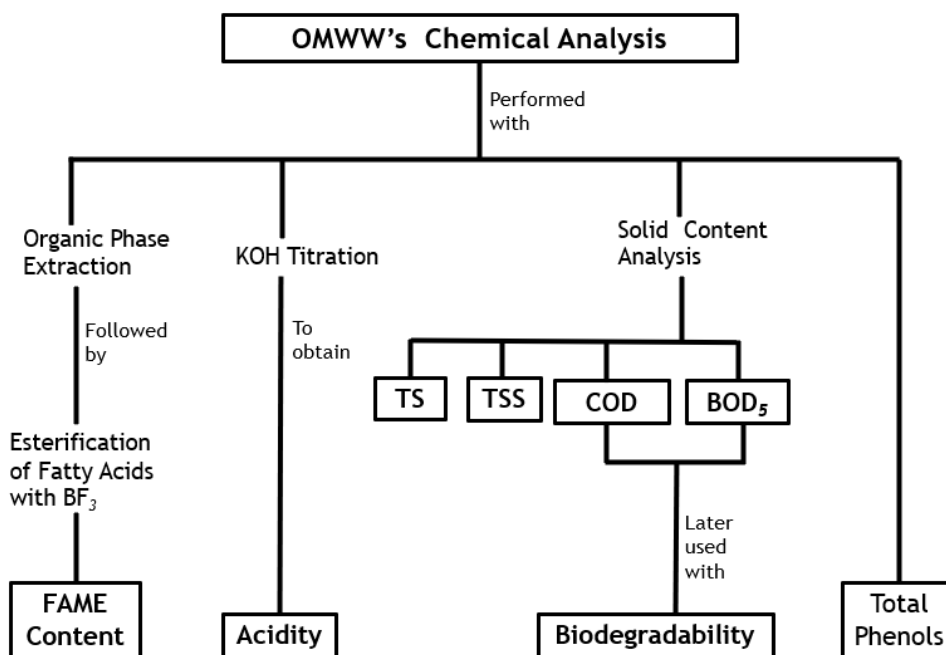 OMWW's Chemical Analysis
Performed
with
Organic Phase
Extraction
KOH Titration
Solid Content
Analysis
Followed
by
To
obtain
TS
TSS
COD
BOD₅
Esterification
of Fatty Acids
with BF₃
Later
used
with
FAME
Content
Acidity
Biodegradability
Total
Phenols